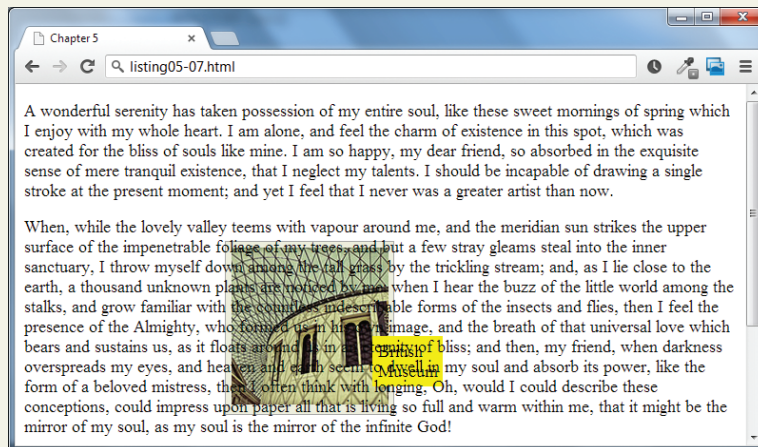 Chapter 5
listing05-07.html
A wonderful serenity has taken possession of my entire soul, like these sweet mornings of spring which
I enjoy with my whole heart. I am alone, and feel the charm of existence in this spot, which was
created for the bliss of souls like mine. I am so happy, my dear friend, so absorbed in the exquisite
sense of mere tranquil existence, that I neglect my talents. I should be incapable of drawing a single
stroke at the present moment; and yet I feel that I never was a greater artist than now.
When, while the lovely valley teems with vapour around me, and the meridian sun strikes the upper
surface of the impenetrable foliage of my trees, and but a few stray gleams steal into the inner
sanctuary, I throw myself down among the tall grass by the trickling stream; and, as I lie close to the
earth, a thousand unknown plants are noticed by me: when I hear the buzz of the little world among the
stalks, and grow familiar with the countless indescribable forms of the insects and flies, then I feel the
presence of the Almighty, who formed us in his own image, and the breath of that universal love which
bears and sustains us, as it floats around us in an eternity of bliss; and then, my friend, when darkness
British
overspreads my eyes, and heaven and earth seem to dwell in my soul and absorb its power, like the
Museum
form of a beloved mistress, then I often think with longing, Oh, would I could describe these
conceptions, could impress upon paper all that is living so full and warm within me, that it might be the
mirror of my soul, as my soul is the mirror of the infinite God!